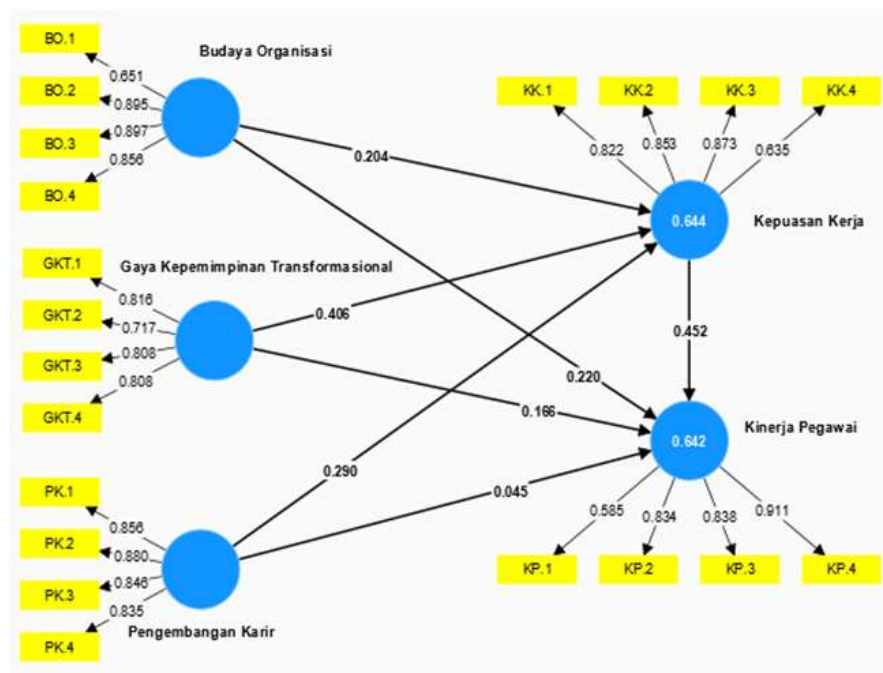 Budaya Organisasi
BO.1
0.651
BO.2
0.895
BO.3
0.897
BO.4
0.856
Gaya Kepemimpinan Transformasional
GKT.1
0.816
GKT.2
0.717
GKT.3
0.808
GKT.4
0.808
PK.1
0.856
PK.2
0.880
PK.3
0.846
PK.4
0.835
Pengembangan Karir
0.204
0.406
0.290
0.220
0.166
0.045
KK.1
KK.2
KK.3
KK.4
0.822
0.853
0.873
0.635
0.644
Kepuasan Kerja
0.452
0.642
Kinerja Pegawai
0.585
0.834
0.838
0.911
KP.1
KP.2
KP.3
KP.4